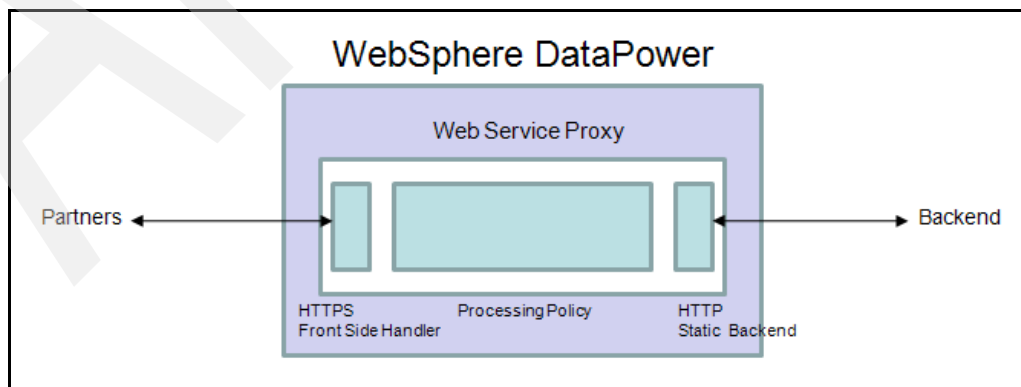 WebSphere DataPower
Web Service Proxy
Partners
Backend
HTTPS
Front Side Handler
Processing Policy
HTTP
Static Backend